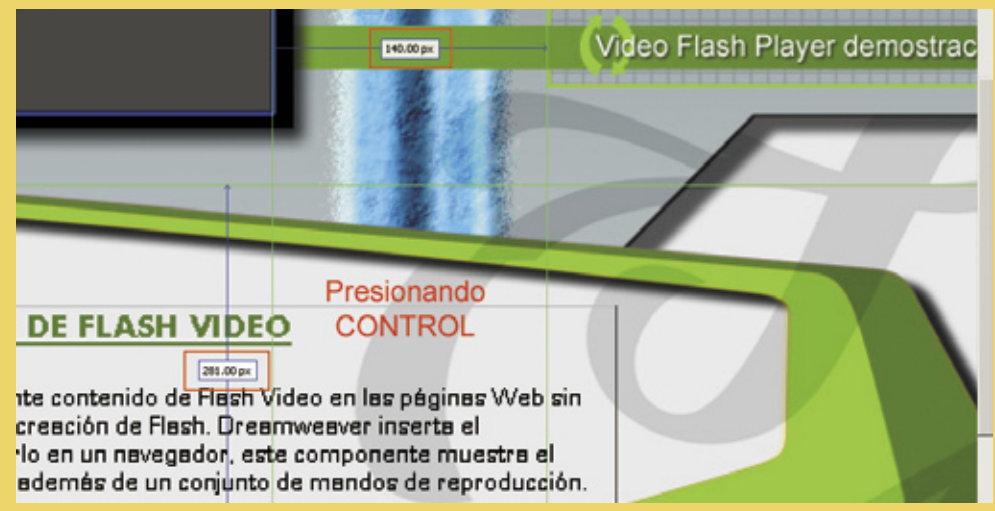 140.00 px
Video Flash Player demostrac
Presionando
CONTROL
DE FLASH VIDEO
281.00 px
nte contenido de Flash Video en las páginas Web sin
creación de Flash. Dreamweaver inserta el
rlo en un navegador, este componente muestra el
además de un conjunto de mandos de reproducción.